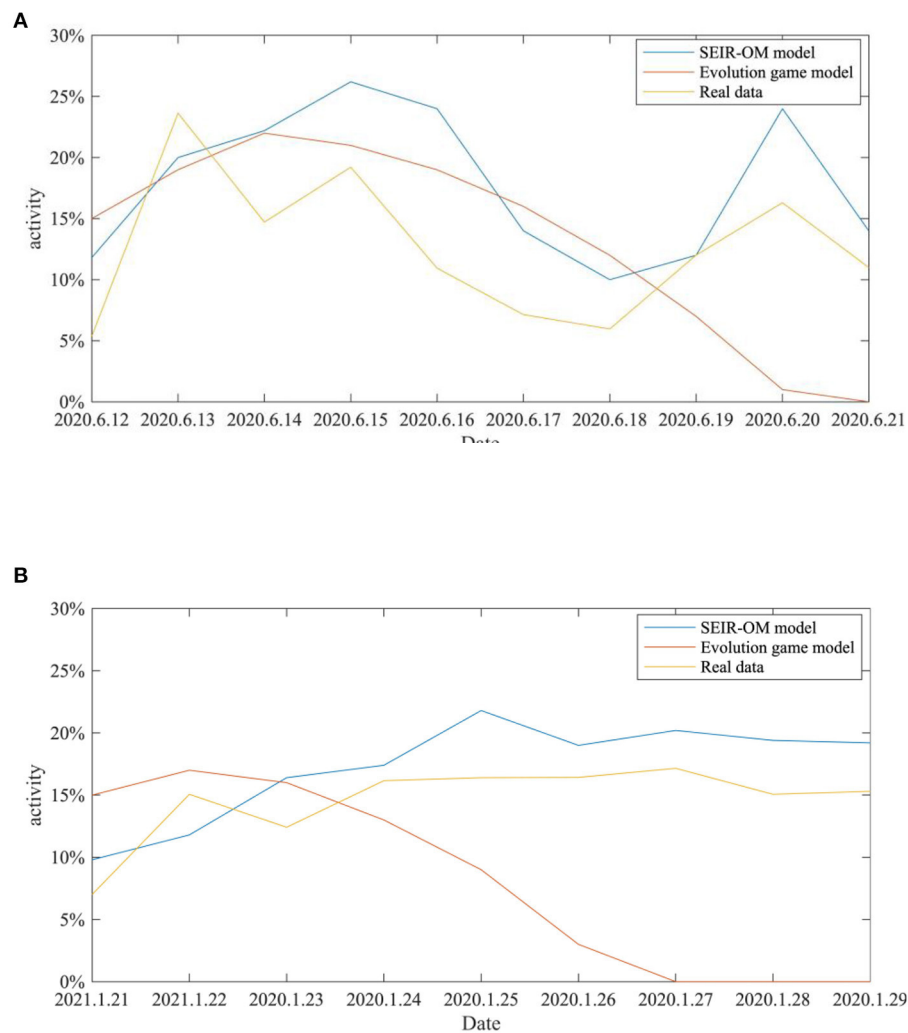 A
30%
25%
20%
15%
10%
5%
0%
activity
SEIR-OM model
Evolution game model
Real data
2020.6.12 2020.6.13 2020.6.14 2020.6.15 2020.6.16 2020.6.17 2020.6.18 2020.6.19 2020.6.20 2020.6.21
Date
B
30%
25%
20%
15%
10%
5%
0%
activity
SEIR-OM model
Evolution game model
Real data
2021.1.21 2021.1.22 2020.1.23 2020.1.24 2020.1.25 2020.1.26 2020.1.27 2020.1.28 2020.1.29
Date